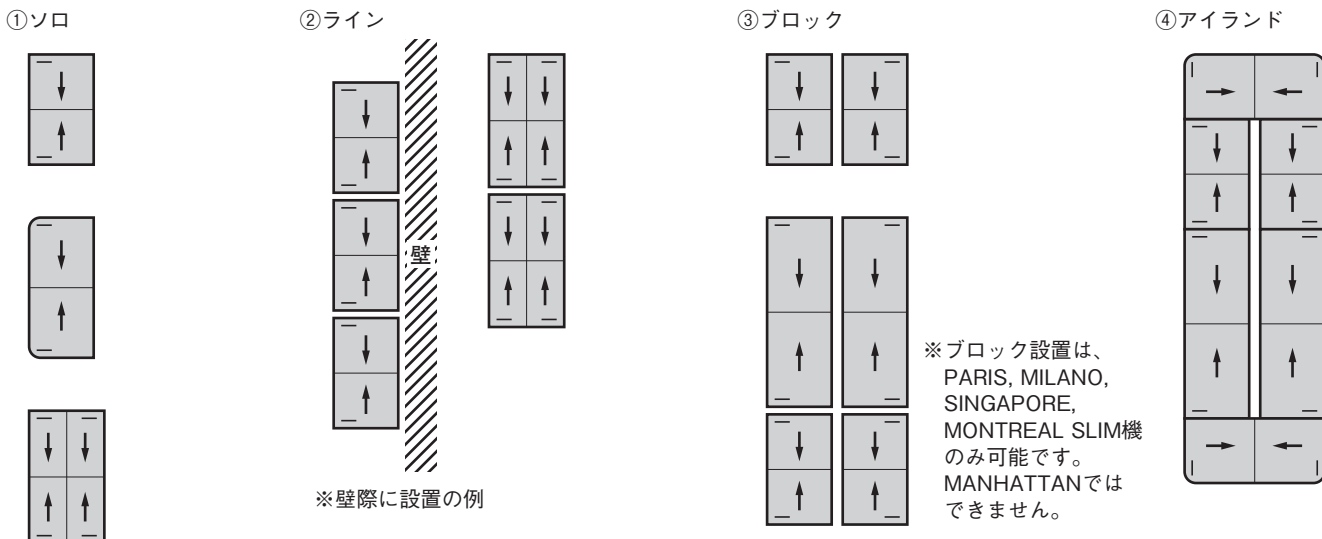 ①ソロ
②ライン
③ブロック
④アイランド
壁
※壁際に設置の例
※ブロック設置は、
PARIS, MILANO,
SINGAPORE,
MONTREAL SLIM機
のみ可能です。
MANHATTANでは
できません。